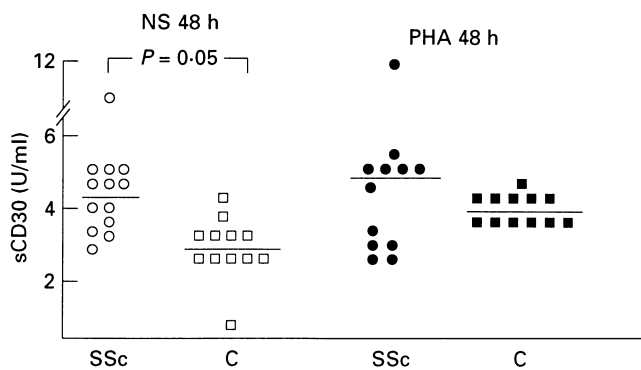 NS 48 h
PHA 48 h
P = 0·05
12
6
4
2
sCD30 (U/ml)
SSc
C
SSc
C